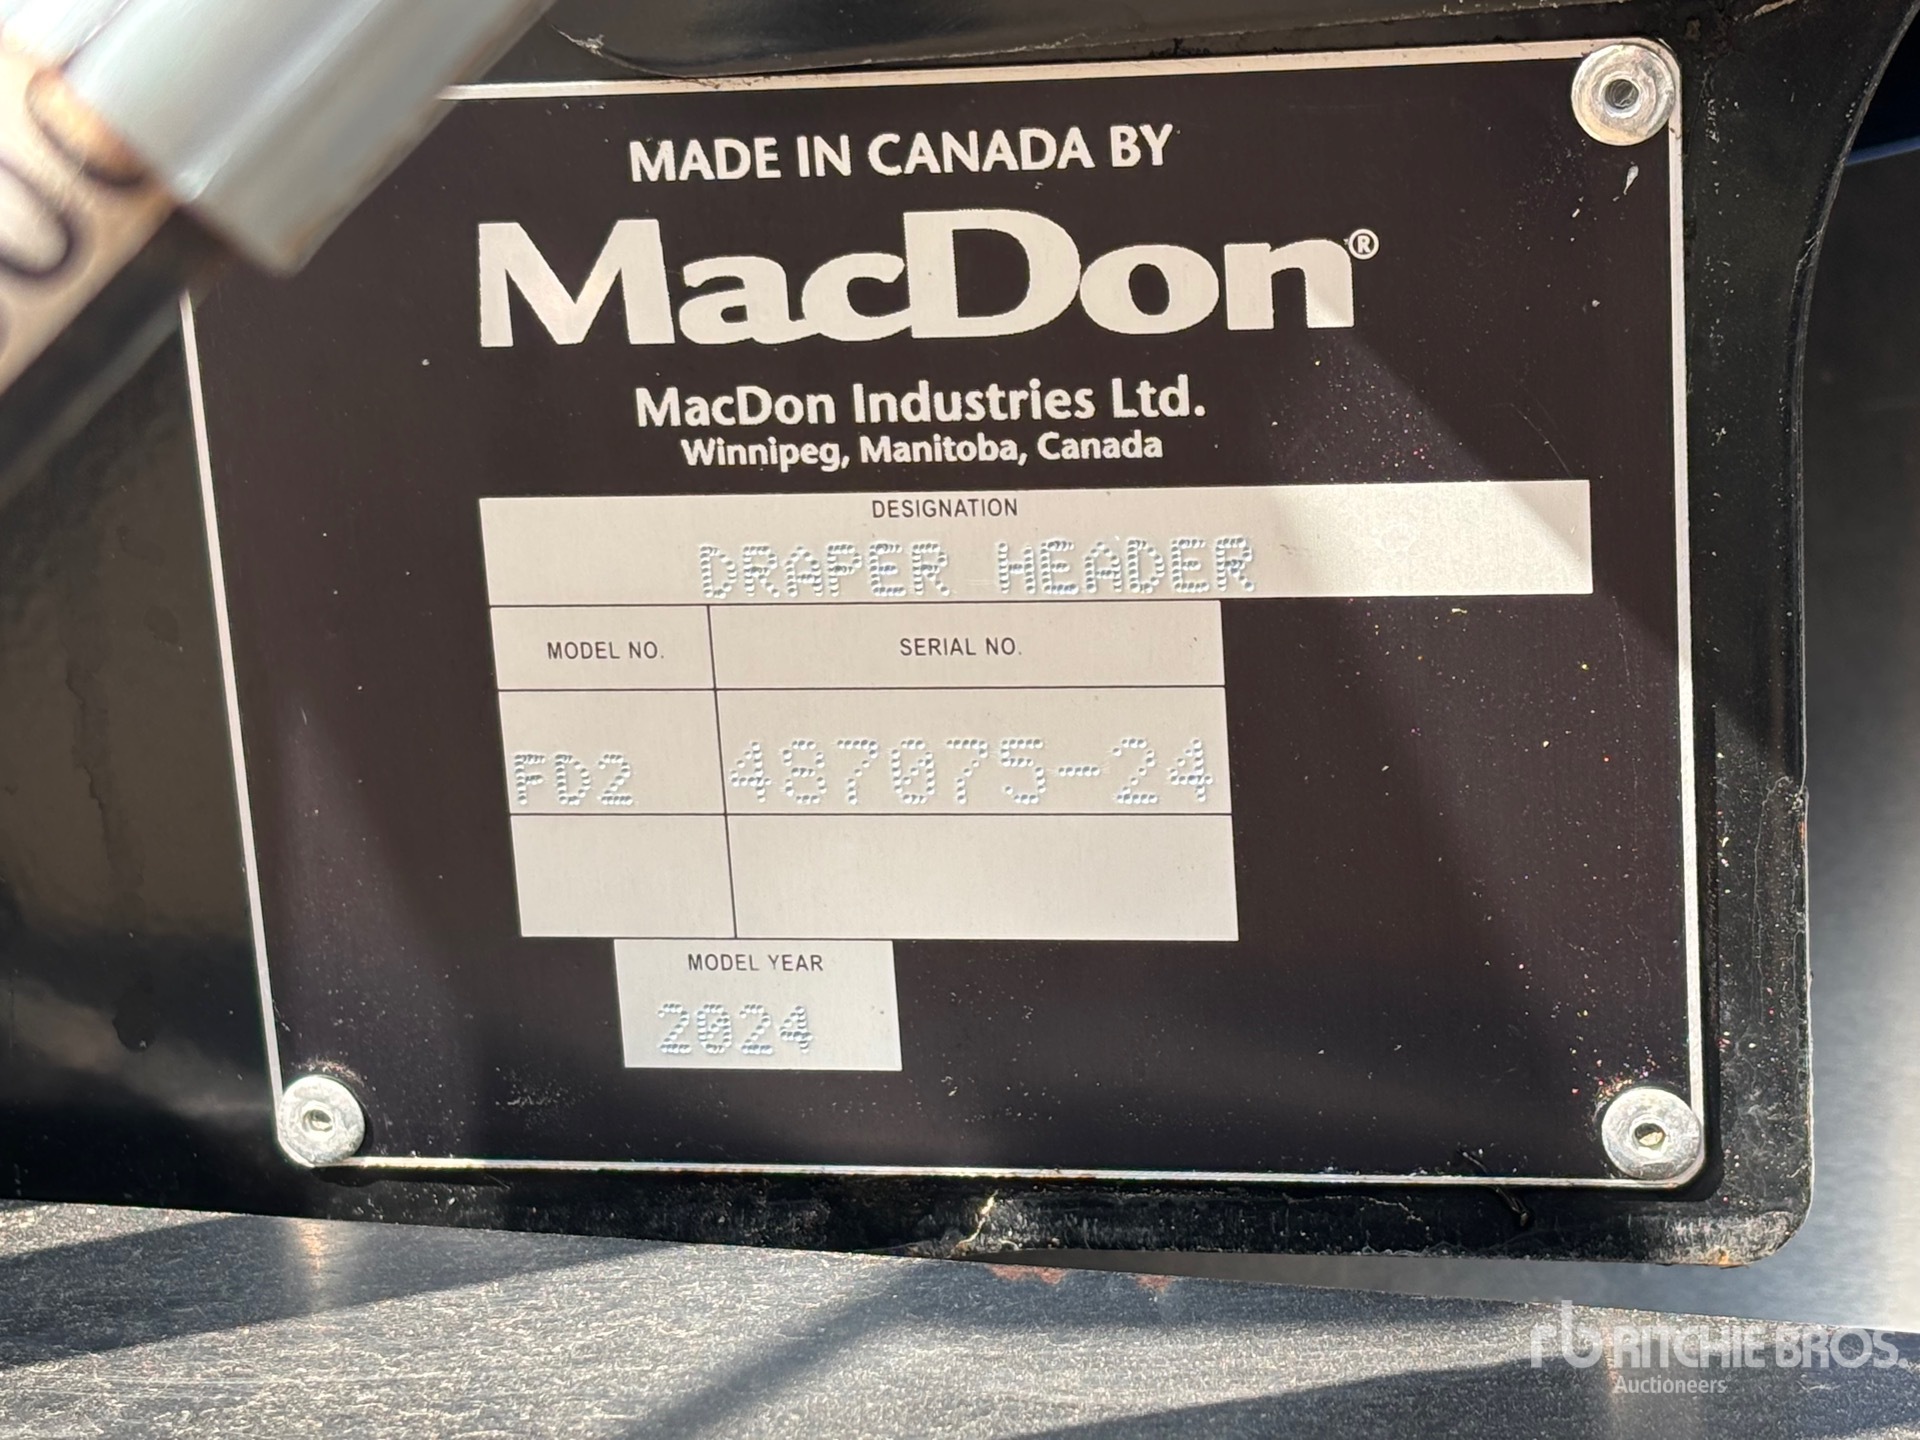 MADE IN CANADA BY
MacDon®
MacDon Industries Ltd.
Winnipeg, Manitoba, Canada
DESIGNATION
DRAPER HEADER
MODEL NO. SERIAL NO.
FD2 487075-24
MODEL YEAR
2024
rb RITCHIE BROS.
Auctioneers